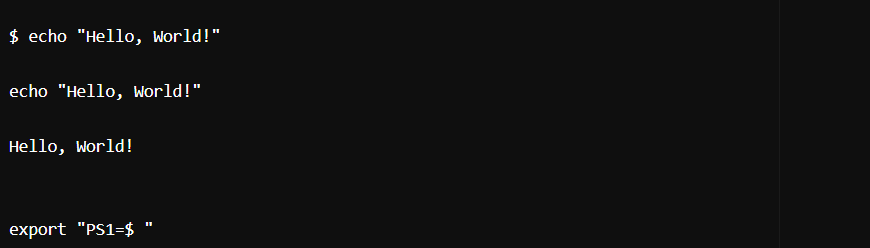 $ echo "Hello, World!"
echo "Hello, World!"
Hello, World!
export "PS1=$ "